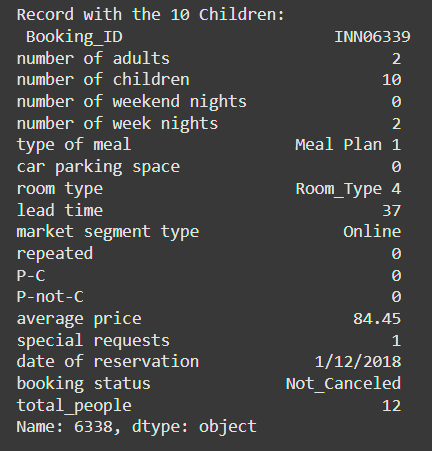 Record with the 10 Children:
Booking_ID INN06339
number of adults 2
number of children 10
number of weekend nights 0
number of week nights 2
type of meal Meal Plan 1
car parking space 0
room type Room_Type 4
lead time 37
market segment type Online
repeated 0
P-C 0
P-not-C 0
average price 84.45
special requests 1
date of reservation 1/12/2018
booking status Not_Canceled
total_people 12
Name: 6338, dtype: object